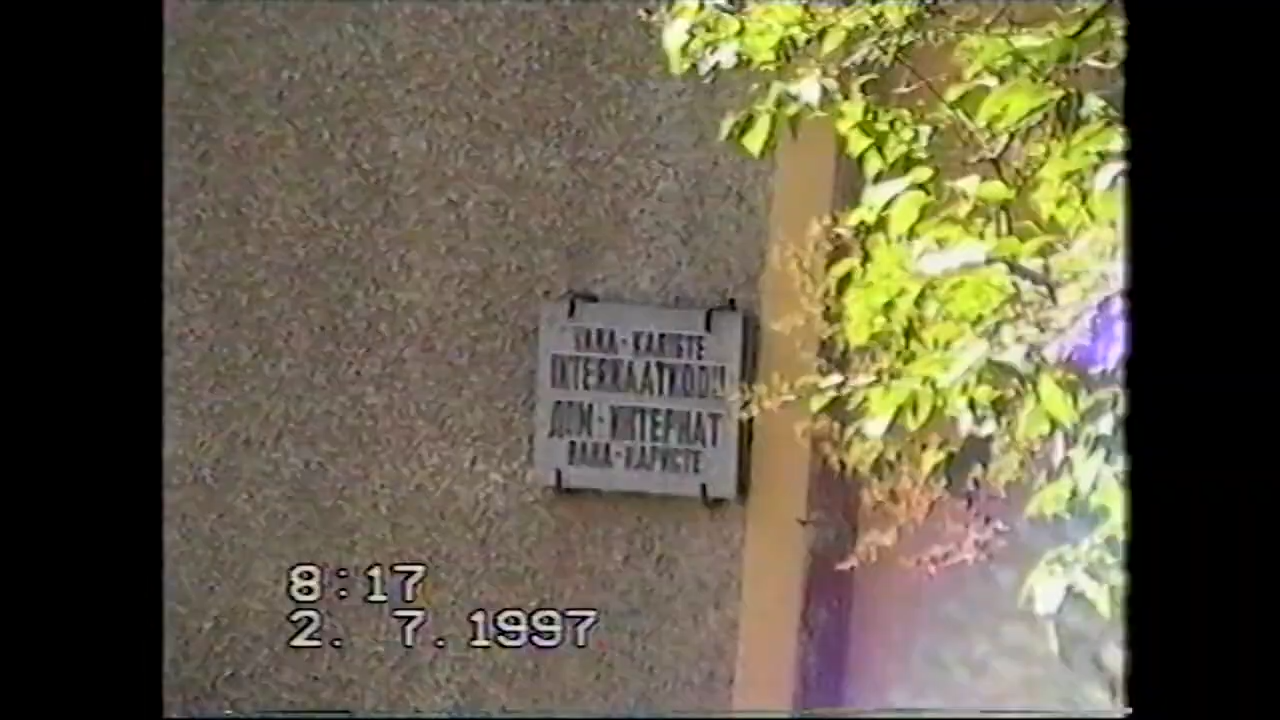 VANA-KARISTE
INTERNAATKODU
ДОМ-ИНТЕРНАТ
ВАНА-КАРИСТЕ
8:17
2. 7.1997